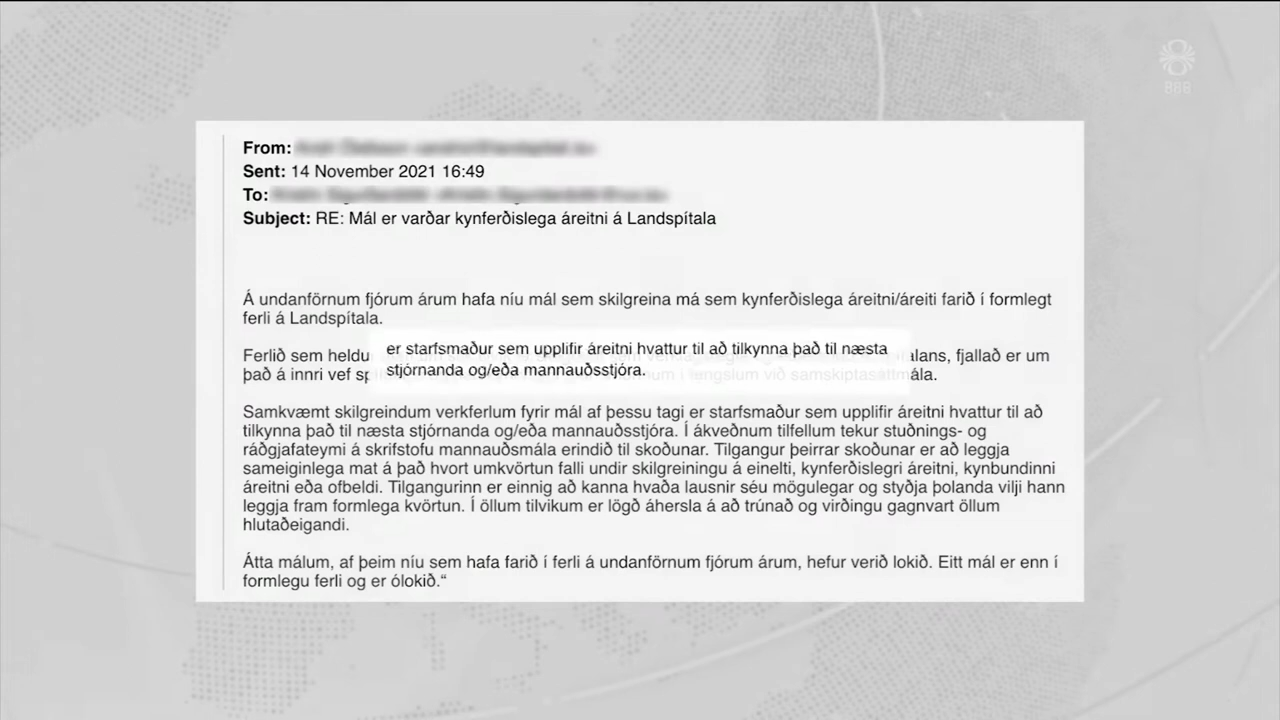 888
From:
Sent: 14 November 2021 16:49
To:
Subject: RE: Mál er varðar kynferðislega áreitni á Landspítala
Á undanförnum fjórum árum hafa níu mál sem skilgreina má sem kynferðislega áreitni/áreiti farið í formlegt
ferli á Landspítala.
er starfsmaður sem upplifir áreitni hvattur til að tilkynna það til næsta
stjórnanda og/eða mannauðsstjóra.
Ferlið sem fjallað er um
það á innri vef
Samkvæmt skilgreindum verkferlum fyrir mál af þessu tagi er starfsmaður sem upplifir áreitni hvattur til að
tilkynna það til næsta stjórnanda og/eða mannauðsstjóra. Í ákveðnum tilfellum tekur stuðnings- og
ráðgjafateymi á skrifstofu mannauðsmála erindið til skoðunar. Tilgangur þeirrar skoðunar er að leggja
sameiginlega mat á það hvort umkvörtun falli undir skilgreiningu á einelti, kynferðislegri áreitni, kynbundinni
áreitni eða ofbeldi. Tilgangurinn er einnig að kanna hvaða lausnir séu mögulegar og styðja þolanda vilji hann
leggja fram formlega kvörtun. Í öllum tilvikum er lögð áhersla á að trúnað og virðingu gagnvart öllum
hlutaðeigandi.
Átta málum, af þeim níu sem hafa farið í ferli á undanförnum fjórum árum, hefur verið lokið. Eitt mál er enn í
formlegu ferli og er ólokið.“